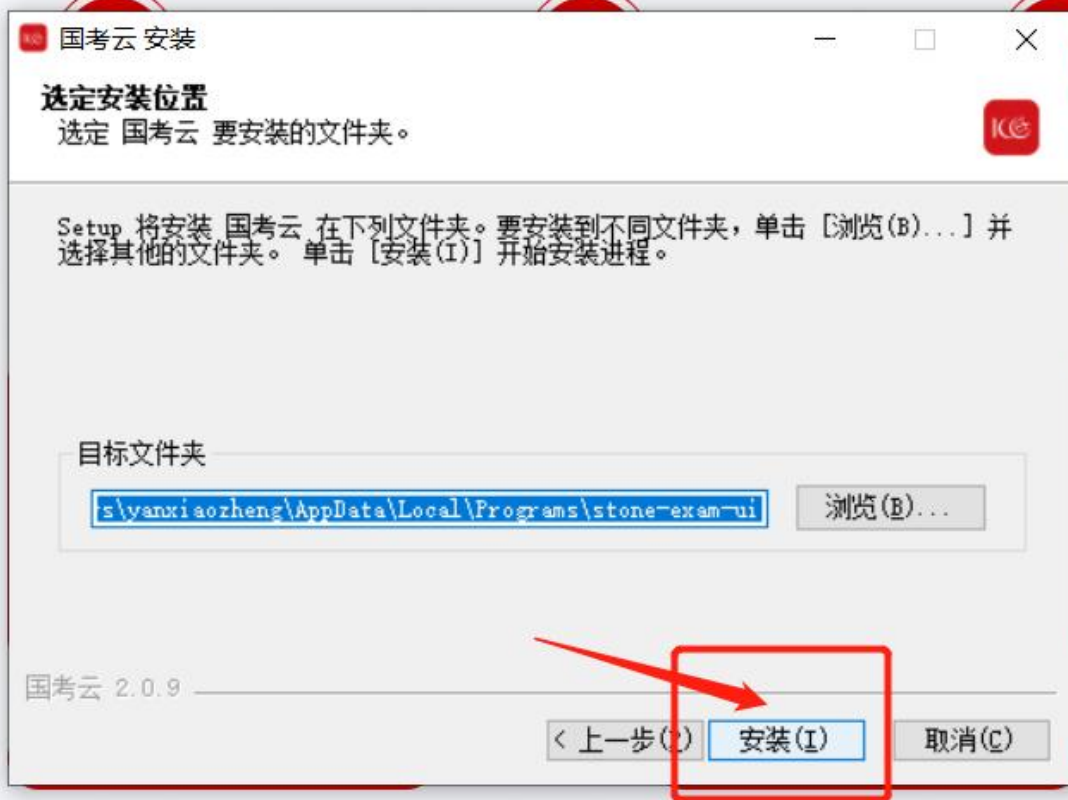 国考云 安装
选定安装位置
选定 国考云 要安装的文件夹。
Setup 将安装 国考云 在下列文件夹。要安装到不同文件夹，单击 [浏览(B)...] 并
选择其他的文件夹。 单击 [安装(I)] 开始安装进程。
目标文件夹
s\yanxiaozheng\AppData\Local\Programs\stone-exam-ui
浏览(B)...
国考云 2.0.9
< 上一步(P)
安装(I)
取消(C)